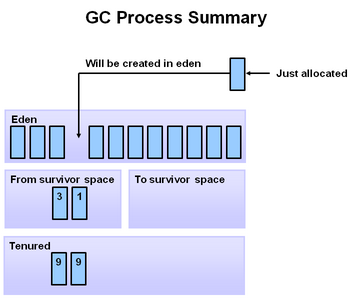 GC Process Summary
Will be created in eden
Just allocated
Eden
From survivor space
To survivor space
3 1
Tenured
9 9